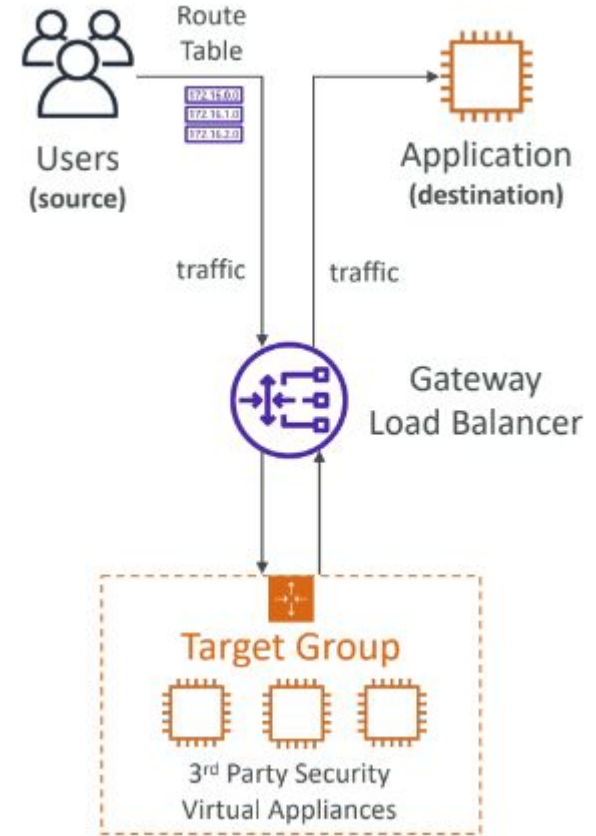 Route
Table
172.16.0.0
172.16.1.0
172.16.2.0
Users
(source)
Application
(destination)
traffic
traffic
Gateway
Load Balancer
Target Group
3rd Party Security
Virtual Appliances